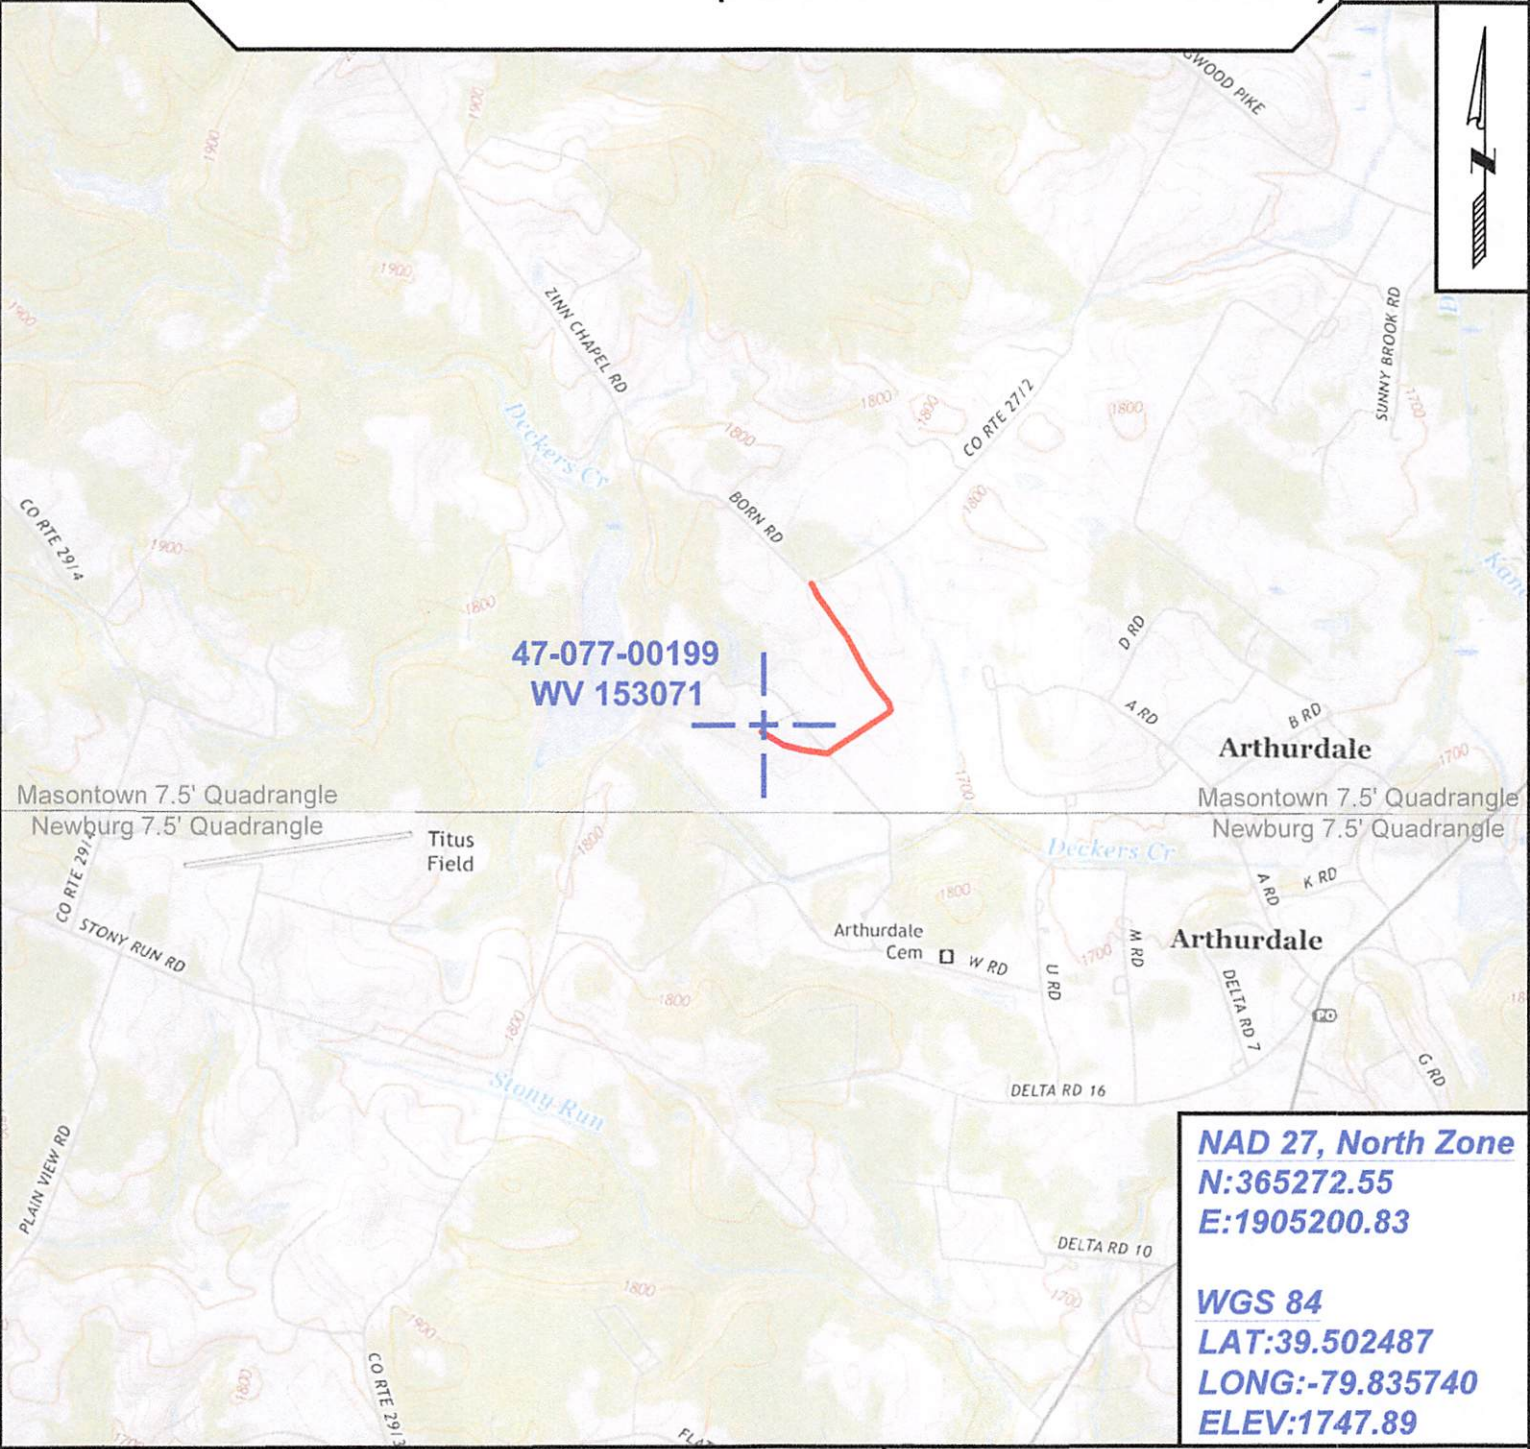 GWOOD PIKE
1900
1900
1900
1900
ZINN CHAPEL RD
SUNNY BROOK RD
1700
1800
1800
1800
1800
CO RTE 27/2
Deckers Cr
BORN RD
1800
CO RTE 29/4
1900
1800
D RD
47-077-00199
WV 153071
A RD
B RD
Arthurdale
1700
1700
Masontown 7.5' Quadrangle
Newburg 7.5' Quadrangle
Masontown 7.5' Quadrangle
Newburg 7.5' Quadrangle
Titus
Field
1800
Deckers Cr
CO RTE 29/4
A RD
K RD
1800
STONY RUN RD
Arthurdale
Cem
W RD
U RD
1700
M RD
Arthurdale
DELTA RD 7
1800
1800
PO
G RD
Stony Run
DELTA RD 16
PLAIN VIEW RD
NAD 27, North Zone
N:365272.55
E:1905200.83
DELTA RD 10
1800
1700
1900
WGS 84
LAT:39.502487
LONG:-79.835740
ELEV:1747.89
1800
CO RTE 29/3
1700